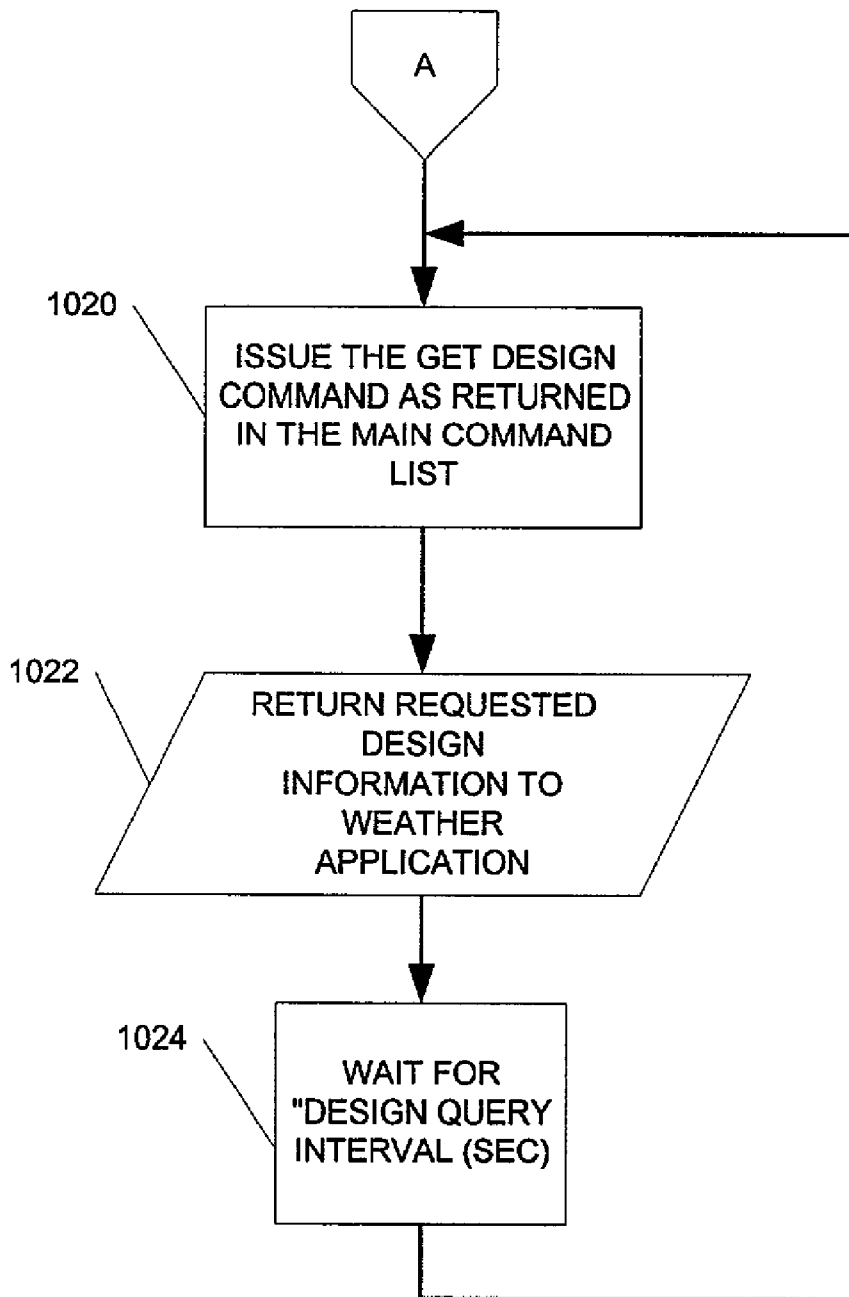 A
1020
ISSUE THE GET DESIGN
COMMAND AS RETURNED
IN THE MAIN COMMAND
LIST
1022
RETURN REQUESTED
DESIGN
INFORMATION TO
WEATHER
APPLICATION
1024
WAIT FOR
"DESIGN QUERY
INTERVAL (SEC)